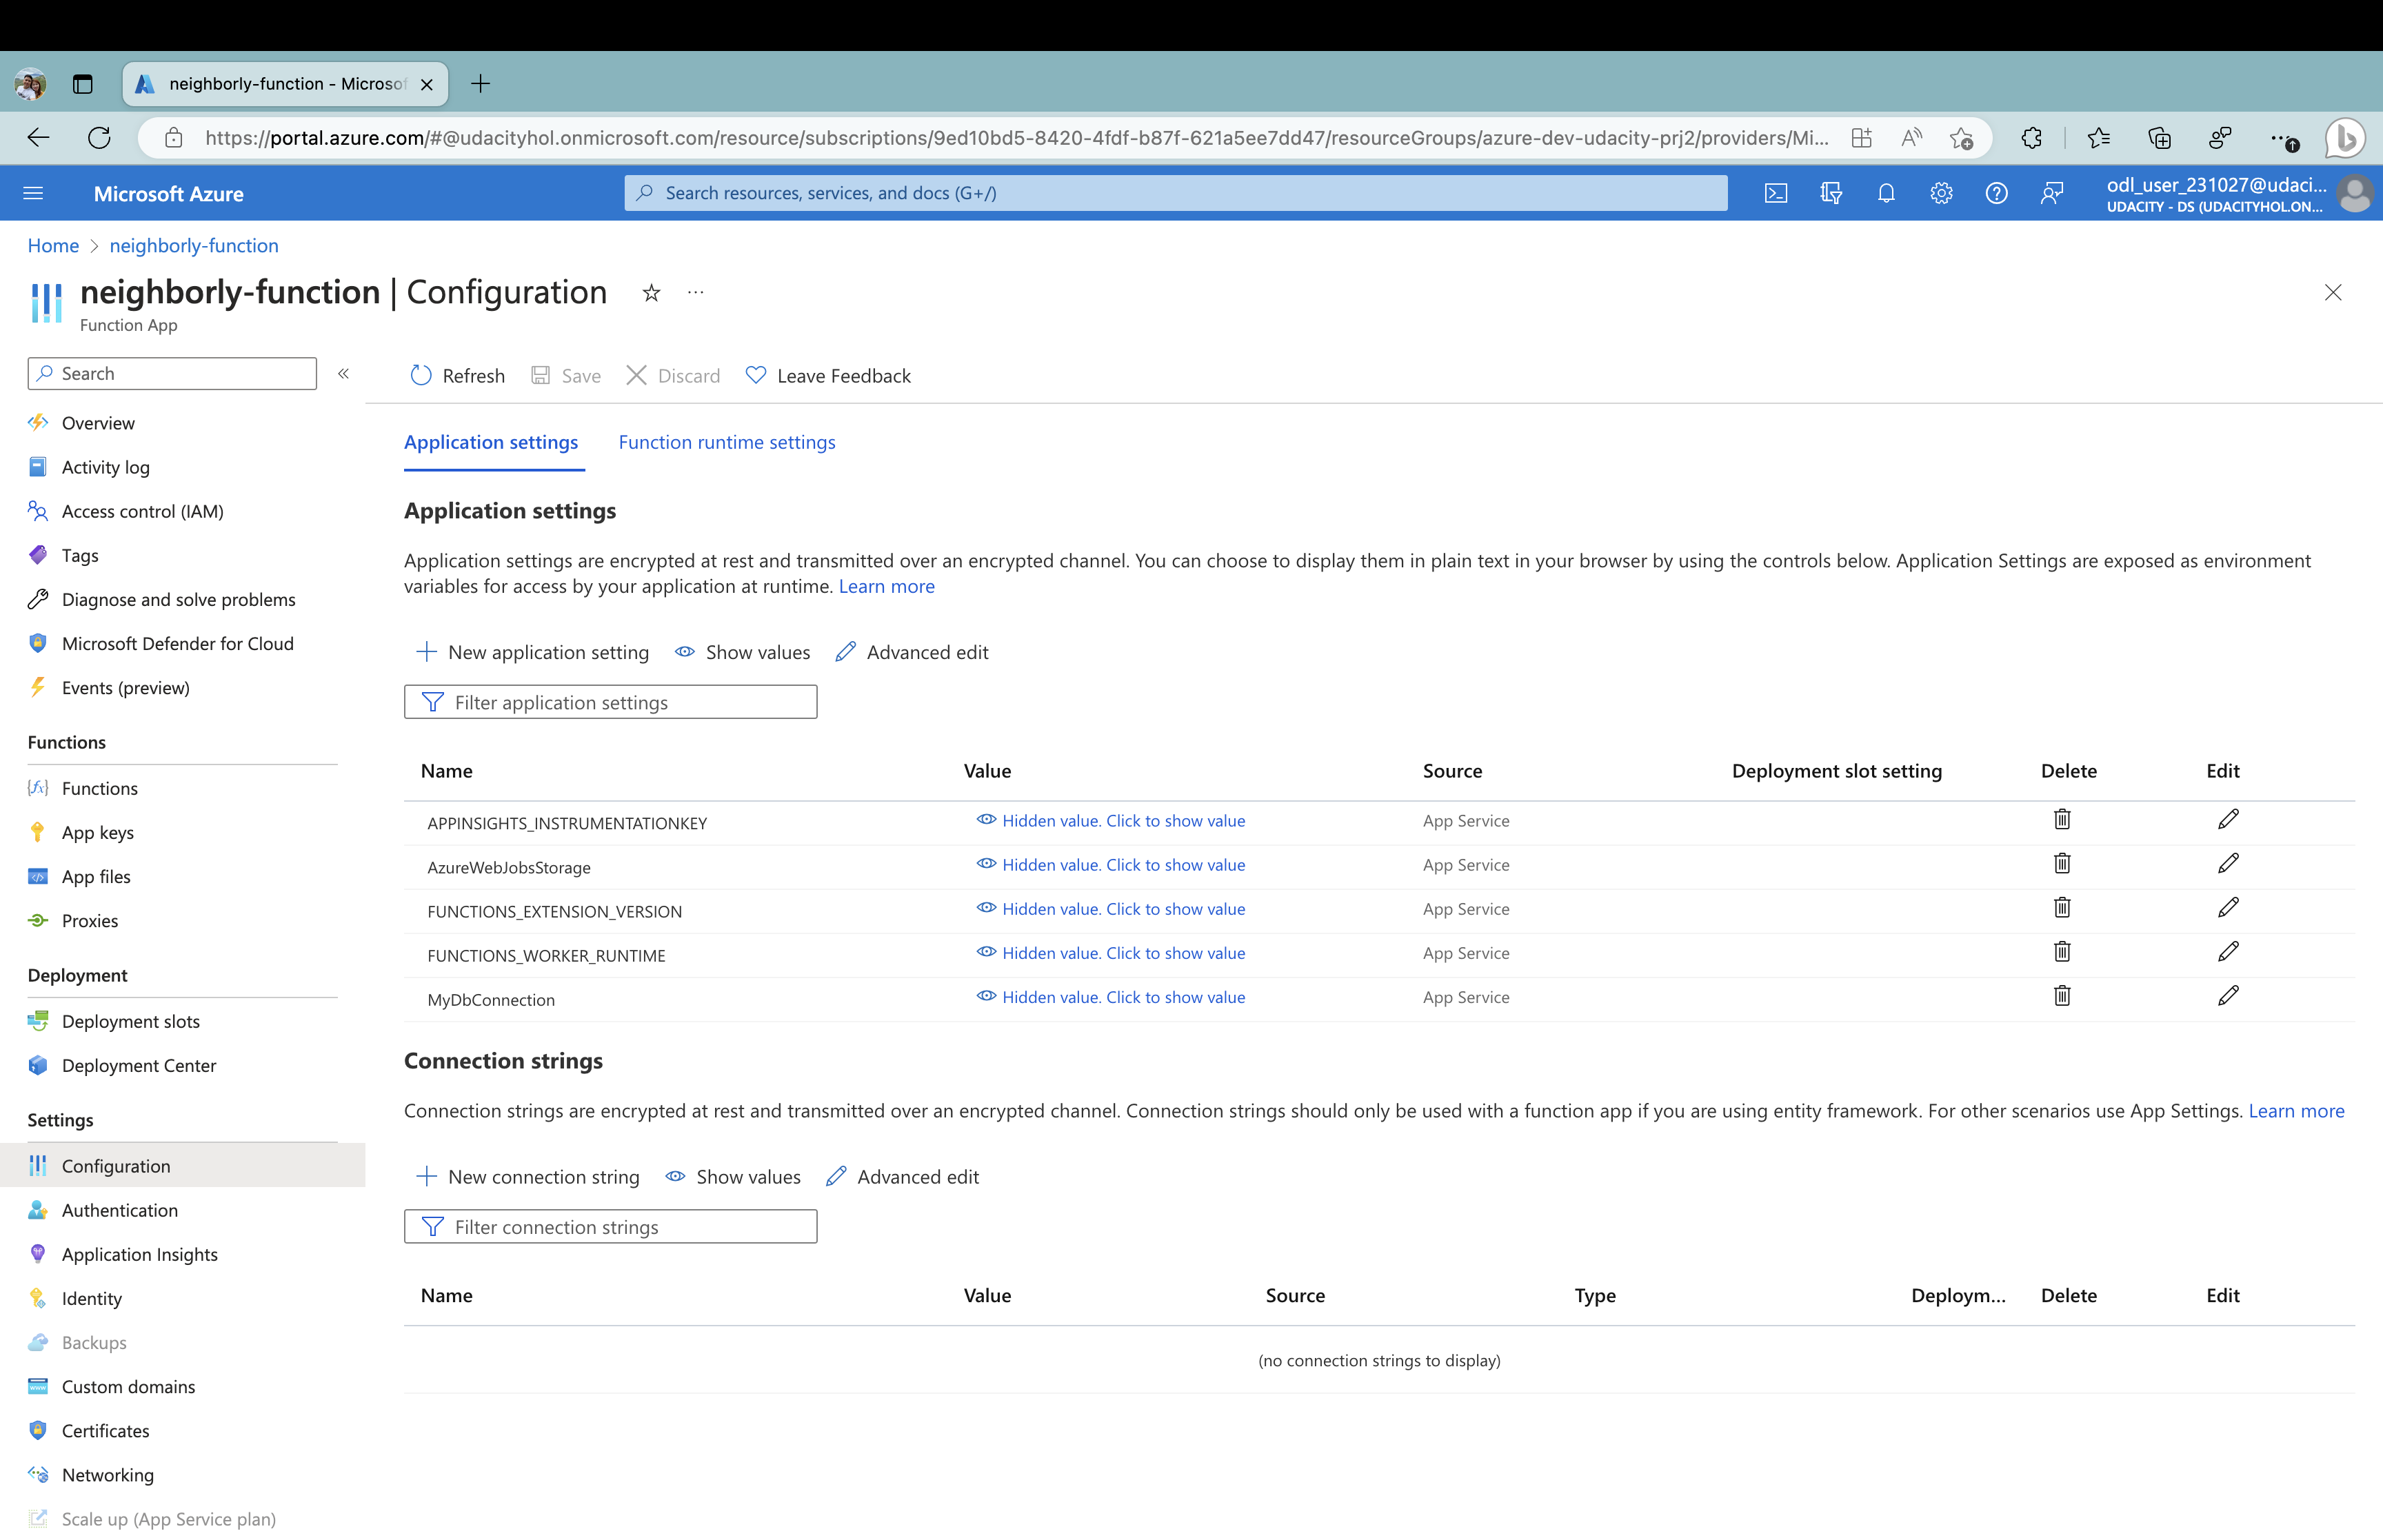 neighborly-function - Microsof
https://portal.azure.com/#@udacityhol.onmicrosoft.com/resource/subscriptions/9ed10bd5-8420-4fdf-b87f-621a5ee7dd47/resourceGroups/azure-dev-udacity-prj2/providers/Mi...
Microsoft Azure
Search resources, services, and docs (G+/)
odl_user_231027@udaci...
UDACITY - DS (UDACITYHOL.ON...
Home > neighborly-function
neighborly-function | Configuration
Function App
Search
Refresh Save Discard Leave Feedback
Overview
Activity log
Access control (IAM)
Tags
Diagnose and solve problems
Microsoft Defender for Cloud
Events (preview)
Functions
Functions
App keys
App files
Proxies
Deployment
Deployment slots
Deployment Center
Settings
Configuration
Authentication
Application Insights
Identity
Backups
Custom domains
Certificates
Networking
Scale up (App Service plan)
Application settings Function runtime settings
Application settings
Application settings are encrypted at rest and transmitted over an encrypted channel. You can choose to display them in plain text in your browser by using the controls below. Application Settings are exposed as environment
variables for access by your application at runtime. Learn more
New application setting Show values Advanced edit
Filter application settings
Name Value Source Deployment slot setting Delete Edit
APPINSIGHTS_INSTRUMENTATIONKEY Hidden value. Click to show value App Service
AzureWebJobsStorage Hidden value. Click to show value App Service
FUNCTIONS_EXTENSION_VERSION Hidden value. Click to show value App Service
FUNCTIONS_WORKER_RUNTIME Hidden value. Click to show value App Service
MyDbConnection Hidden value. Click to show value App Service
Connection strings
Connection strings are encrypted at rest and transmitted over an encrypted channel. Connection strings should only be used with a function app if you are using entity framework. For other scenarios use App Settings. Learn more
New connection string Show values Advanced edit
Filter connection strings
Name Value Source Type Deploym... Delete Edit
(no connection strings to display)